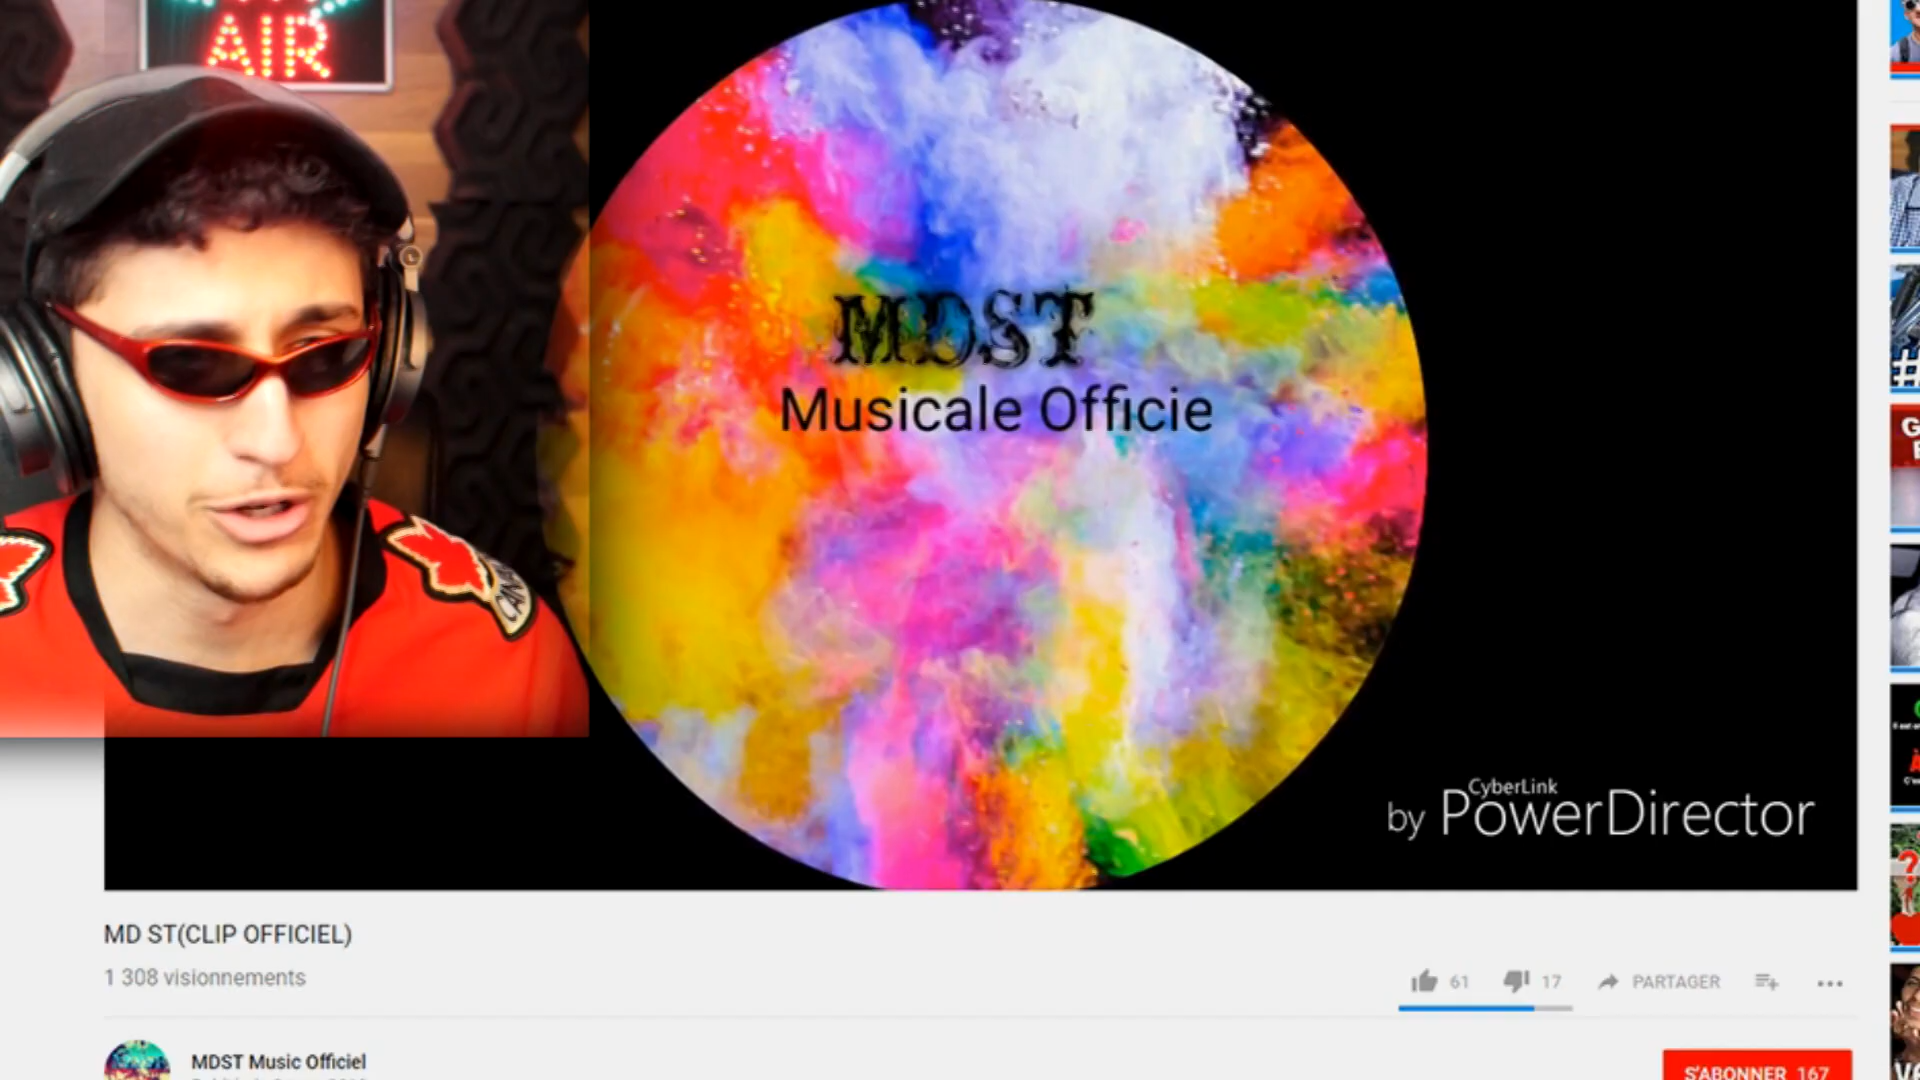 AIR
MDST
Musicale Officie
CyberLink
by PowerDirector
MD ST(CLIP OFFICIEL)
1 308 visionnements
61
17
PARTAGER
MDST Music Officiel
S'ABONNER 167